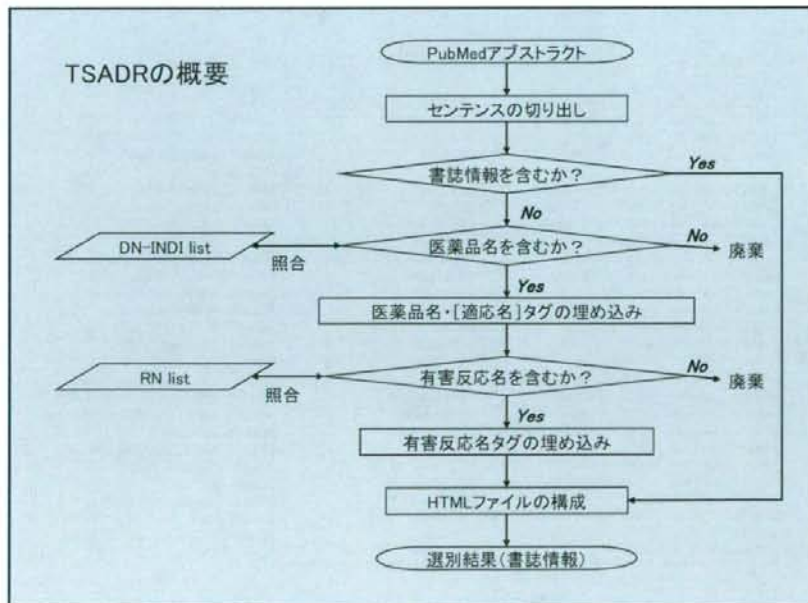 TSADRの概要
PubMedアブストラクト
センテンスの切り出し
書誌情報を含むか？
Yes
No
DN-INDI list
照合
医薬品名を含むか？
No
廃棄
Yes
医薬品名・[適応名]タグの埋め込み
RN list
照合
有害反応名を含むか？
No
廃棄
Yes
有害反応名タグの埋め込み
HTMLファイルの構成
選別結果(書誌情報)